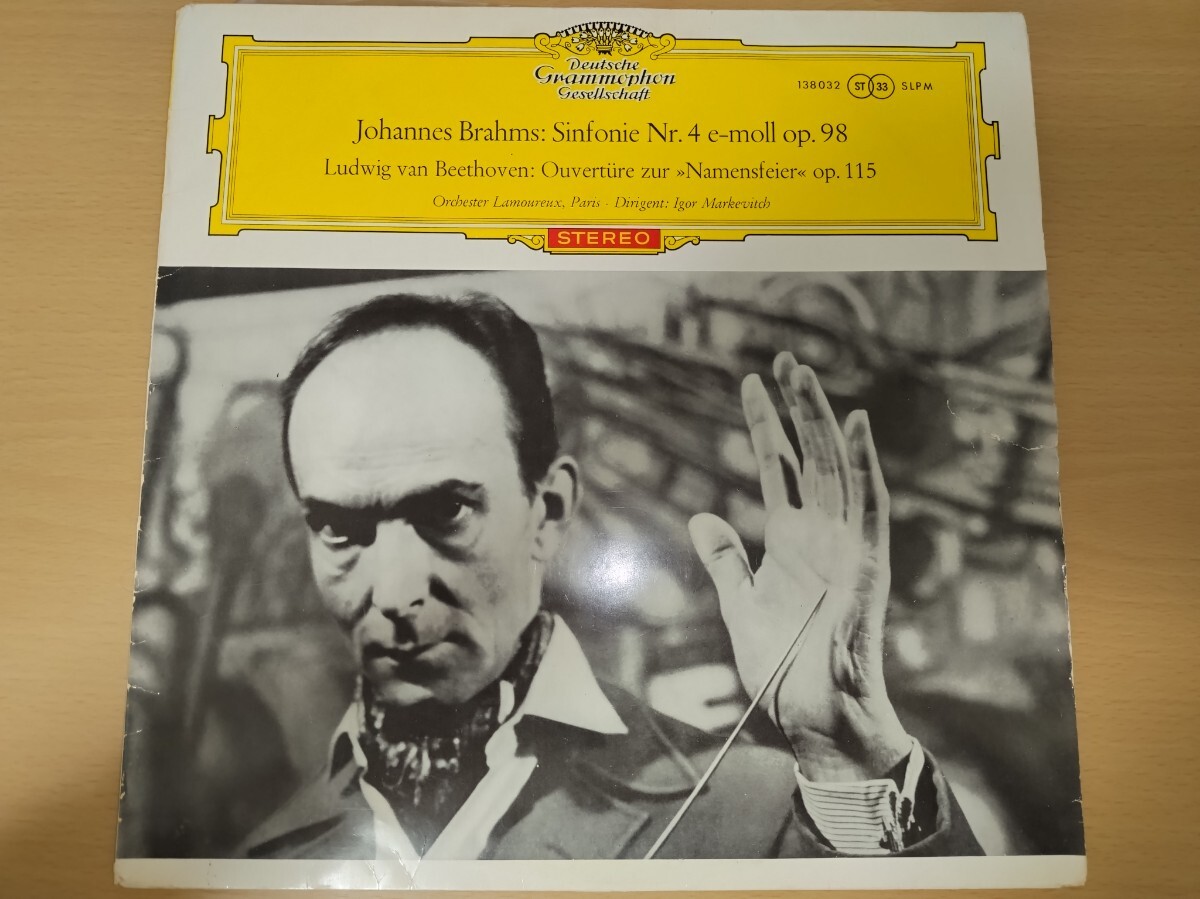 Deutsche
Grammophon
Gesellschaft
138032 ST 33 SLPM
Johannes Brahms: Sinfonie Nr. 4 e-moll op. 98
Ludwig van Beethoven: Ouvertüre zur »Namensfeier« op. 115
Orchester Lamoureux, Paris · Dirigent: Igor Markevitch
STEREO